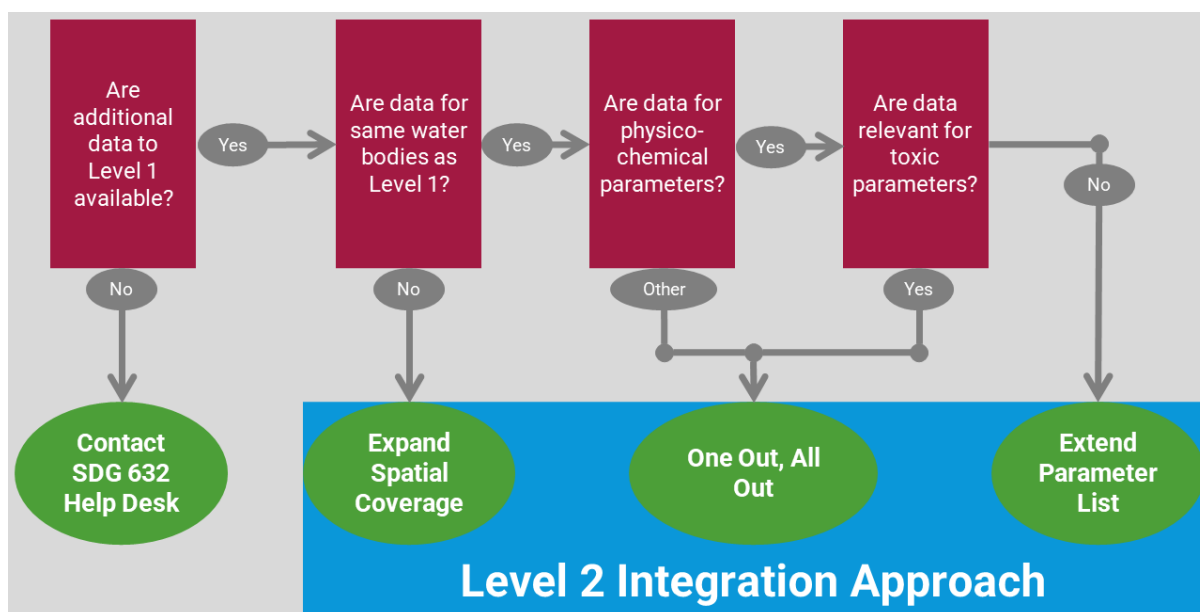 Are
additional
data to
Level 1
available?
Yes
Are data for
same water
bodies as
Level 1?
Yes
Are data for
physico-
chemical
parameters?
Yes
Are data
relevant for
toxic
parameters?
No
No
No
Other
Yes
Contact
SDG 632
Help Desk
Expand
Spatial
Coverage
One Out, All
Out
Extend
Parameter
List
Level 2 Integration Approach